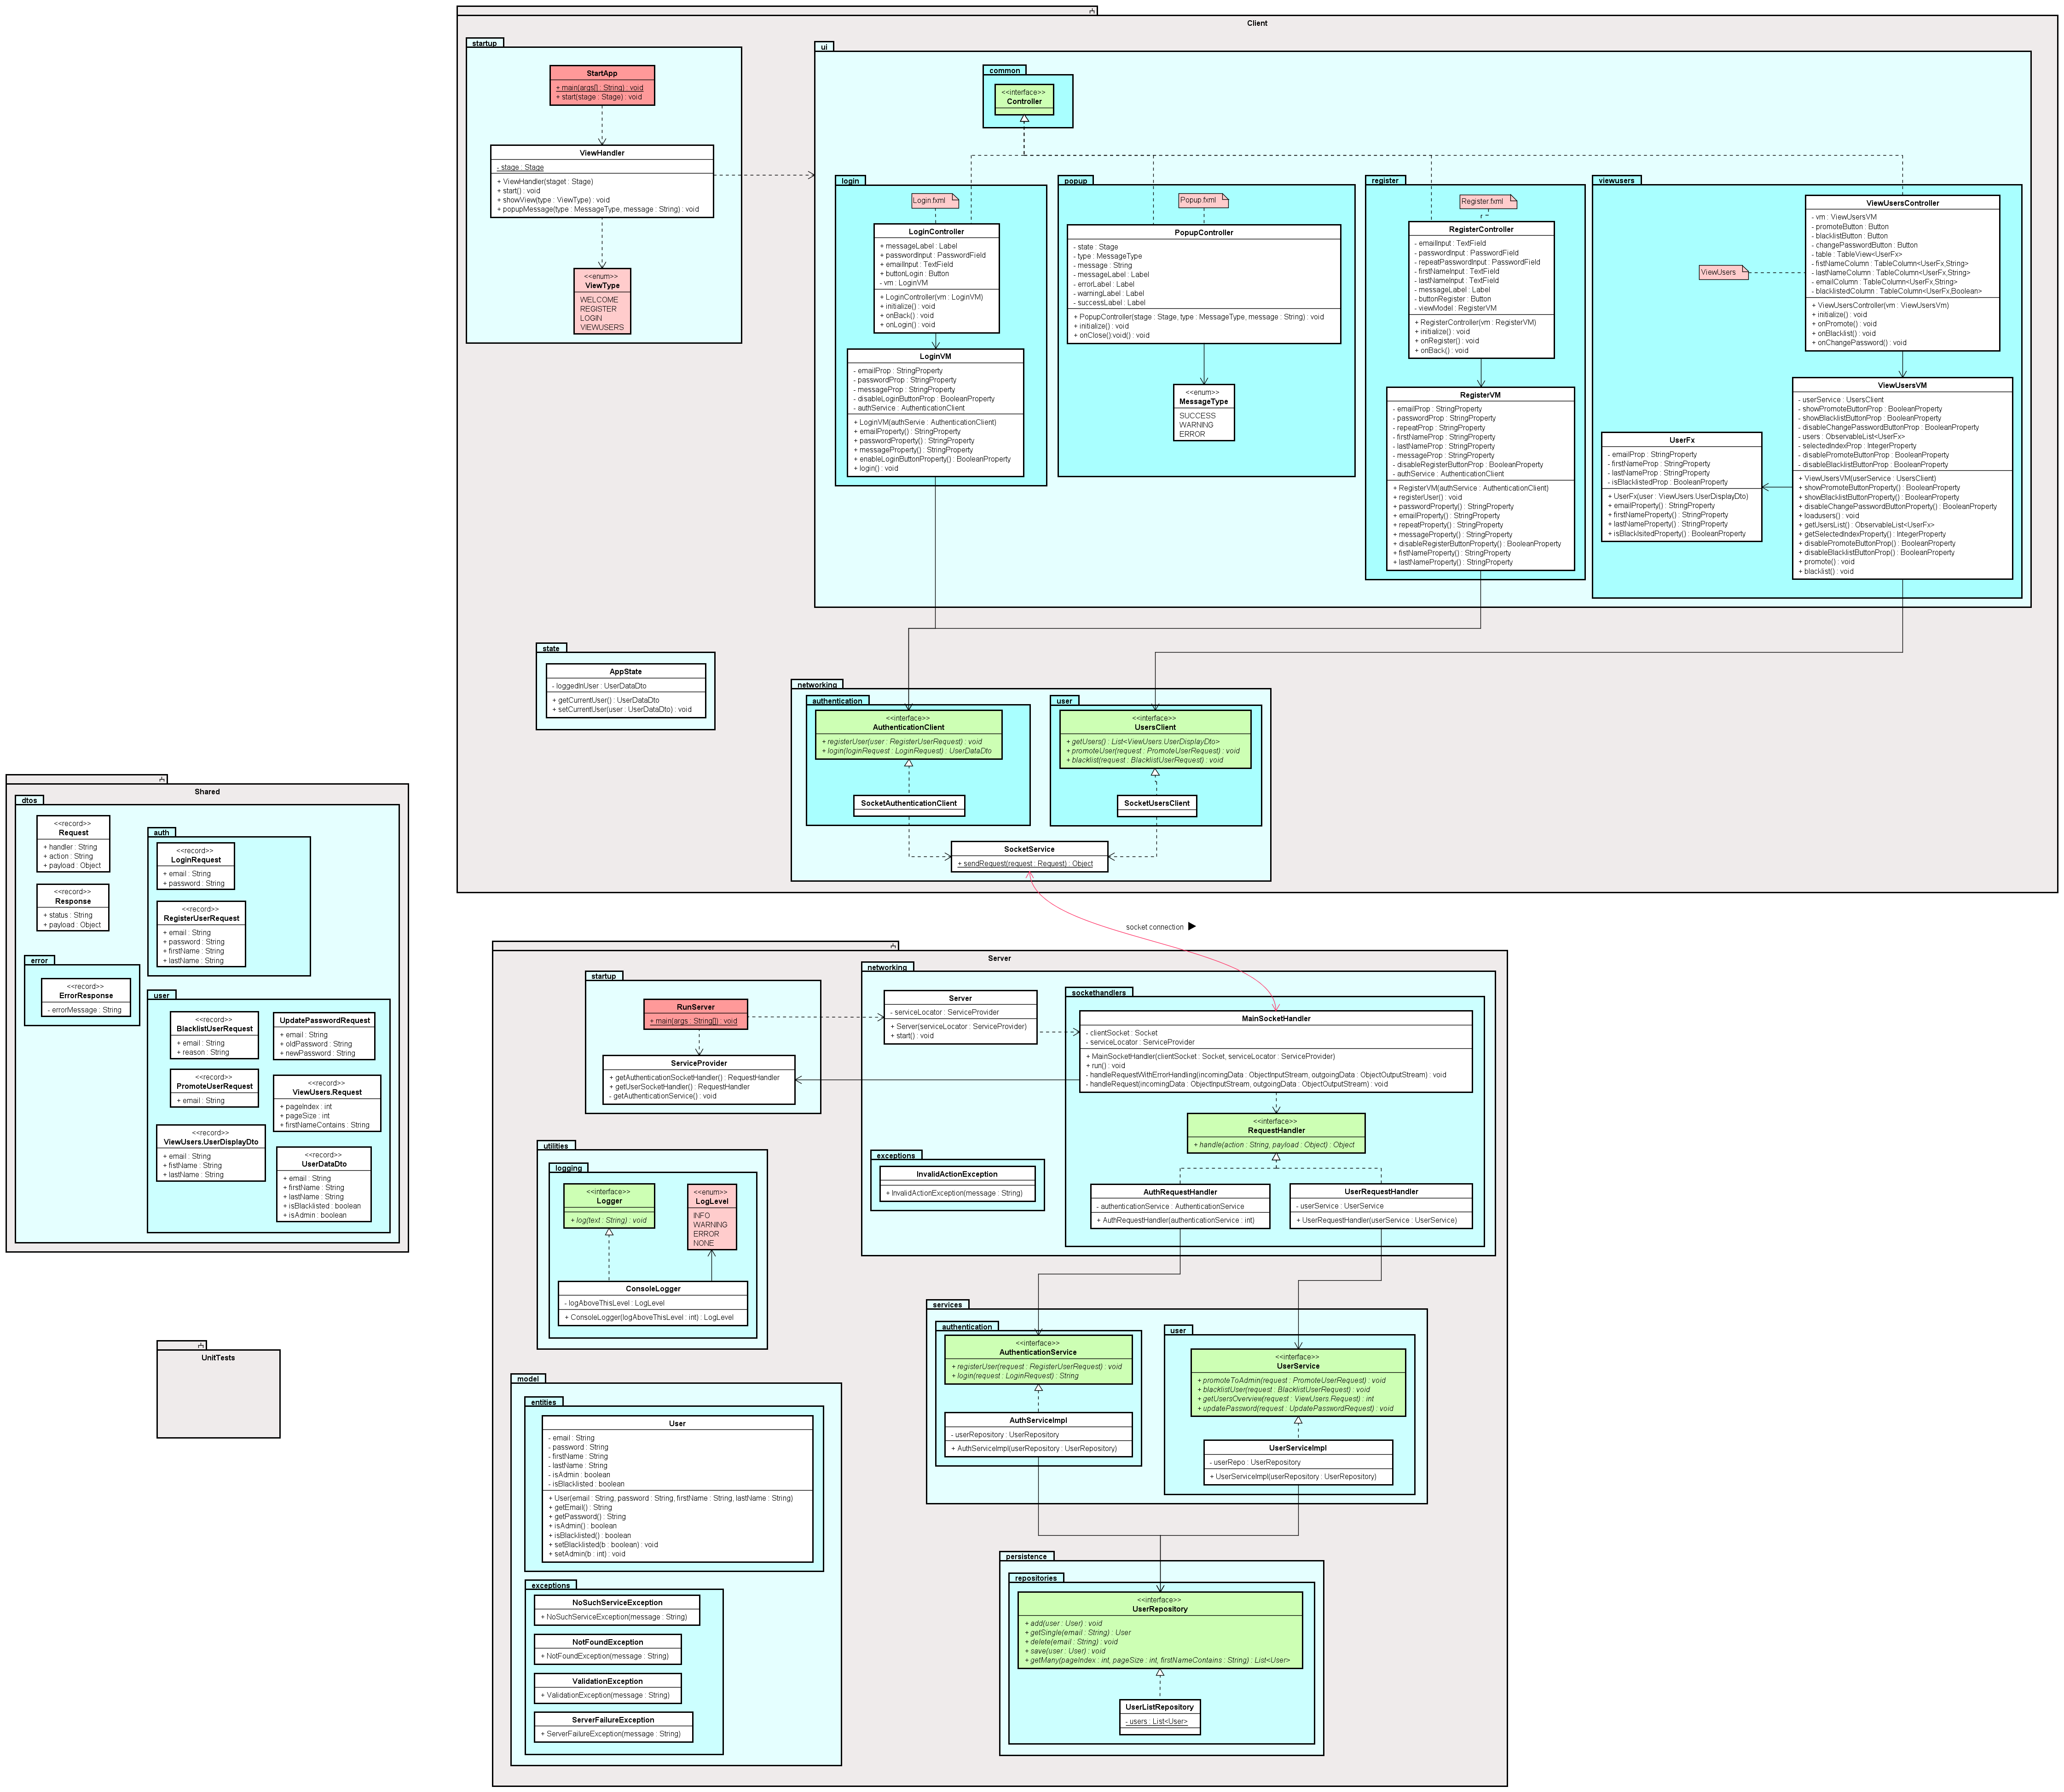 Client
startup
StartApp
+ main(args[] : String) : void
+ start(stage : Stage) : void
ViewHandler
- stage : Stage
+ ViewHandler(staget : Stage)
+ start() : void
+ showView(type : ViewType) : void
+ popupMessage(type : MessageType, message : String) : void
<<enum>>
ViewType
WELCOME
REGISTER
LOGIN
VIEWUSERS
ui
common
<<interface>>
Controller
login
Login.fxml
LoginController
+ messageLabel : Label
+ passwordInput : PasswordField
+ emailInput : TextField
+ buttonLogin : Button
- vm : LoginVM
+ LoginController(vm : LoginVM)
+ initialize() : void
+ onBack() : void
+ onLogin() : void
LoginVM
- emailProp : StringProperty
- passwordProp : StringProperty
- messageProp : StringProperty
- disableLoginButtonProp : BooleanProperty
- authService : AuthenticationClient
+ LoginVM(authServie : AuthenticationClient)
+ emailProperty() : StringProperty
+ passwordProperty() : StringProperty
+ messageProperty() : StringProperty
+ enableLoginButtonProperty() : BooleanProperty
+ login() : void
popup
Popup.fxml
PopupController
- state : Stage
- type : MessageType
- message : String
- messageLabel : Label
- errorLabel : Label
- warningLabel : Label
- successLabel : Label
+ PopupController(stage : Stage, type : MessageType, message : String) : void
+ initialize() : void
+ onClose():void() : void
<<enum>>
MessageType
SUCCESS
WARNING
ERROR
register
Register.fxml
RegisterController
- emailInput : TextField
- passwordInput : PasswordField
- repeatPasswordInput : PasswordField
- firstNameInput : TextField
- lastNameInput : TextField
- messageLabel : Label
- buttonRegister : Button
- viewModel : RegisterVM
+ RegisterController(vm : RegisterVM)
+ initialize() : void
+ onRegister() : void
+ onBack() : void
RegisterVM
- emailProp : StringProperty
- passwordProp : StringProperty
- repeatProp : StringProperty
- firstNameProp : StringProperty
- lastNameProp : StringProperty
- messageProp : StringProperty
- disableRegisterButtonProp : BooleanProperty
- authService : AuthenticationClient
+ RegisterVM(authService : AuthenticationClient)
+ registerUser() : void
+ passwordProperty() : StringProperty
+ emailProperty() : StringProperty
+ repeatProperty() : StringProperty
+ messageProperty() : StringProperty
+ disableRegisterButtonProperty() : BooleanProperty
+ fistNameProperty() : StringProperty
+ lastNameProperty() : StringProperty
viewusers
ViewUsers
ViewUsersController
- vm : ViewUsersVM
- promoteButton : Button
- blacklistButton : Button
- changePasswordButton : Button
- table : TableView<UserFx>
- fistNameColumn : TableColumn<UserFx,String>
- lastNameColumn : TableColumn<UserFx,String>
- emailColumn : TableColumn<UserFx,String>
- blacklistedColumn : TableColumn<UserFx,Boolean>
+ ViewUsersController(vm : ViewUsersVm)
+ initialize() : void
+ onPromote() : void
+ onBlacklist() : void
+ onChangePassword() : void
UserFx
- emailProp : StringProperty
- firstNameProp : StringProperty
- lastNameProp : StringProperty
- isBlacklistedProp : BooleanProperty
+ UserFx(user : ViewUsers.UserDisplayDto)
+ emailProperty() : StringProperty
+ firstNameProperty() : StringProperty
+ lastNameProperty() : StringProperty
+ isBlackIsitedProperty() : BooleanProperty
ViewUsersVM
- userService : UsersClient
- showPromoteButtonProp : BooleanProperty
- showBlacklistButtonProp : BooleanProperty
- disableChangePasswordButtonProp : BooleanProperty
- users : ObservableList<UserFx>
- selectedIndexProp : IntegerProperty
- disablePromoteButtonProp : BooleanProperty
- disableBlacklistButtonProp : BooleanProperty
+ ViewUsersVM(userService : UsersClient)
+ showPromoteButtonProperty() : BooleanProperty
+ showBlacklistButtonProperty() : BooleanProperty
+ disableChangePasswordButtonProperty() : BooleanProperty
+ loadusers() : void
+ getUsersList() : ObservableList<UserFx>
+ getSelectedIndexProperty() : IntegerProperty
+ disablePromoteButtonProp() : BooleanProperty
+ disableBlacklistButtonProp() : BooleanProperty
+ promote() : void
+ blacklist() : void
state
AppState
- loggedInUser : UserDataDto
+ getCurrentUser() : UserDataDto
+ setCurrentUser(user : UserDataDto) : void
networking
authentication
<<interface>>
AuthenticationClient
+ registerUser(user : RegisterUserRequest) : void
+ login(loginRequest : LoginRequest) : UserDataDto
SocketAuthenticationClient
user
<<interface>>
UsersClient
+ getUsers() : List<ViewUsers.UserDisplayDto>
+ promoteUser(request : PromoteUserRequest) : void
+ blacklist(request : BlacklistUserRequest) : void
SocketUsersClient
SocketService
+ sendRequest(request : Request) : Object
socket connection
Shared
dtos
<<record>>
Request
+ handler : String
+ action : String
+ payload : Object
<<record>>
Response
+ status : String
+ payload : Object
auth
<<record>>
LoginRequest
+ email : String
+ password : String
<<record>>
RegisterUserRequest
+ email : String
+ password : String
+ firstName : String
+ lastName : String
error
<<record>>
ErrorResponse
- errorMessage : String
user
<<record>>
BlacklistUserRequest
+ email : String
+ reason : String
UpdatePasswordRequest
+ email : String
+ oldPassword : String
+ newPassword : String
<<record>>
PromoteUserRequest
+ email : String
<<record>>
ViewUsers.Request
+ pageIndex : int
+ pageSize : int
+ firstNameContains : String
<<record>>
ViewUsers.UserDisplayDto
+ email : String
+ fistName : String
+ lastName : String
<<record>>
UserDataDto
+ email : String
+ firstName : String
+ lastName : String
+ isBlacklisted : boolean
+ isAdmin : boolean
UnitTests
Server
startup
RunServer
+ main(args : String[]) : void
ServiceProvider
+ getAuthenticationSocketHandler() : RequestHandler
+ getUserSocketHandler() : RequestHandler
- getAuthenticationService() : void
networking
Server
- serviceLocator : ServiceProvider
+ Server(serviceLocator : ServiceProvider)
+ start() : void
sockethandlers
MainSocketHandler
- clientSocket : Socket
- serviceLocator : ServiceProvider
+ MainSocketHandler(clientSocket : Socket, serviceLocator : ServiceProvider)
+ run() : void
- handleRequestWithErrorHandling(incomingData : ObjectInputStream, outgoingData : ObjectOutputStream) : void
- handleRequest(incomingData : ObjectInputStream, outgoingData : ObjectOutputStream) : void
<<interface>>
RequestHandler
+ handle(action : String, payload : Object) : Object
AuthRequestHandler
- authenticationService : AuthenticationService
+ AuthRequestHandler(authenticationService : int)
UserRequestHandler
- userService : UserService
+ UserRequestHandler(userService : UserService)
exceptions
InvalidActionException
+ InvalidActionException(message : String)
utilities
logging
<<interface>>
Logger
+ log(text : String) : void
<<enum>>
LogLevel
INFO
WARNING
ERROR
NONE
ConsoleLogger
- logAboveThisLevel : LogLevel
+ ConsoleLogger(logAboveThisLevel : int) : LogLevel
services
authentication
<<interface>>
AuthenticationService
+ registerUser(request : RegisterUserRequest) : void
+ login(request : LoginRequest) : String
AuthServiceImpl
- userRepository : UserRepository
+ AuthServiceImpl(userRepository : UserRepository)
user
<<interface>>
UserService
+ promoteToAdmin(request : PromoteUserRequest) : void
+ blacklistUser(request : BlacklistUserRequest) : void
+ getUsersOverview(request : ViewUsers.Request) : int
+ updatePassword(request : UpdatePasswordRequest) : void
UserServiceImpl
- userRepo : UserRepository
+ UserServiceImpl(userRepository : UserRepository)
model
entities
User
- email : String
- password : String
- firstName : String
- lastName : String
- isAdmin : boolean
- isBlacklisted : boolean
+ User(email : String, password : String, firstName : String, lastName : String)
+ getEmail() : String
+ getPassword() : String
+ isAdmin() : boolean
+ isBlacklisted() : boolean
+ setBlacklisted(b : boolean) : void
+ setAdmin(b : int) : void
exceptions
NoSuchServiceException
+ NoSuchServiceException(message : String)
NotFoundException
+ NotFoundException(message : String)
ValidationException
+ ValidationException(message : String)
ServerFailureException
+ ServerFailureException(message : String)
persistence
repositories
<<interface>>
UserRepository
+ add(user : User) : void
+ getSingle(email : String) : User
+ delete(email : String) : void
+ save(user : User) : void
+ getMany(pageIndex : int, pageSize : int, firstNameContains : String) : List<User>
UserListRepository
- users : List<User>